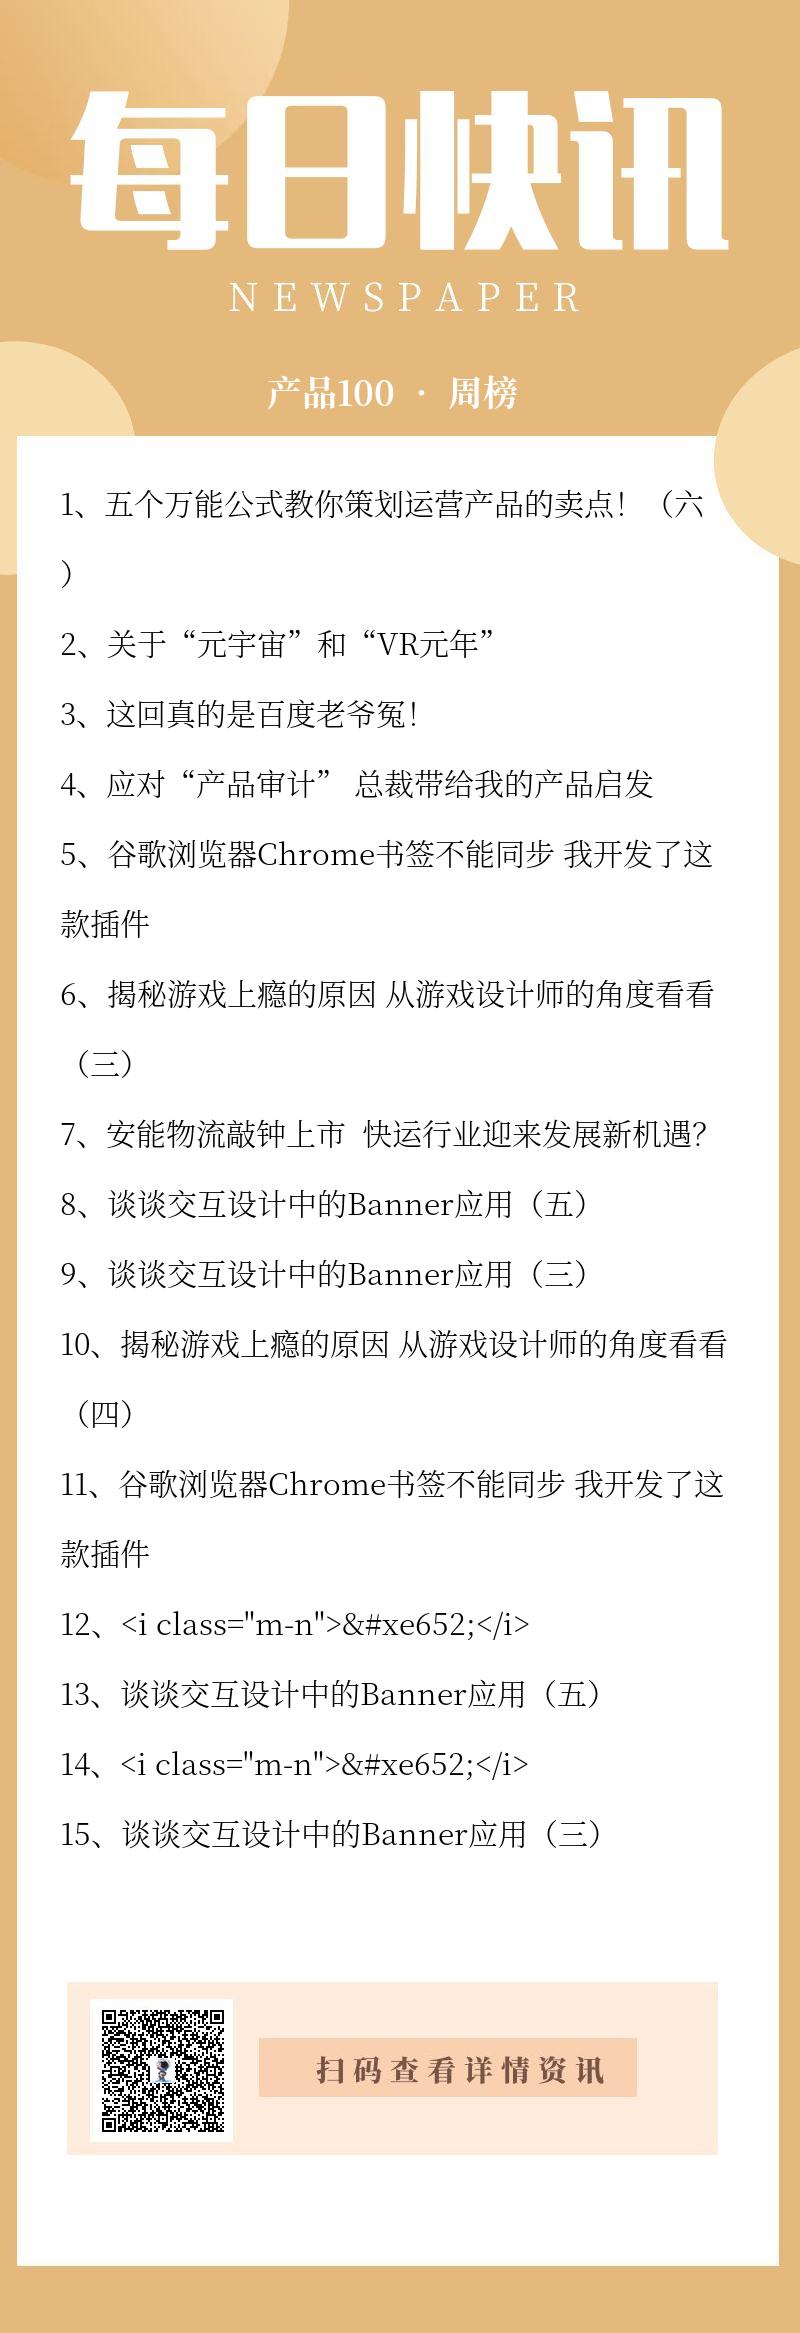 每日快讯
NEWSPAPER
产品100 · 周榜
1、五个万能公式教你策划运营产品的卖点！（六
）
2、关于“元宇宙”和“VR元年”
3、这回真的是百度老爷冤！
4、应对“产品审计” 总裁带给我的产品启发
5、谷歌浏览器Chrome书签不能同步 我开发了这
款插件
6、揭秘游戏上瘾的原因 从游戏设计师的角度看看
（三）
7、安能物流敲钟上市  快运行业迎来发展新机遇？
8、谈谈交互设计中的Banner应用（五）
9、谈谈交互设计中的Banner应用（三）
10、揭秘游戏上瘾的原因 从游戏设计师的角度看看
（四）
11、谷歌浏览器Chrome书签不能同步 我开发了这
款插件
12、<i class="m-n">&#xe652;</i>
13、谈谈交互设计中的Banner应用（五）
14、<i class="m-n">&#xe652;</i>
15、谈谈交互设计中的Banner应用（三）
扫码查看详情资讯